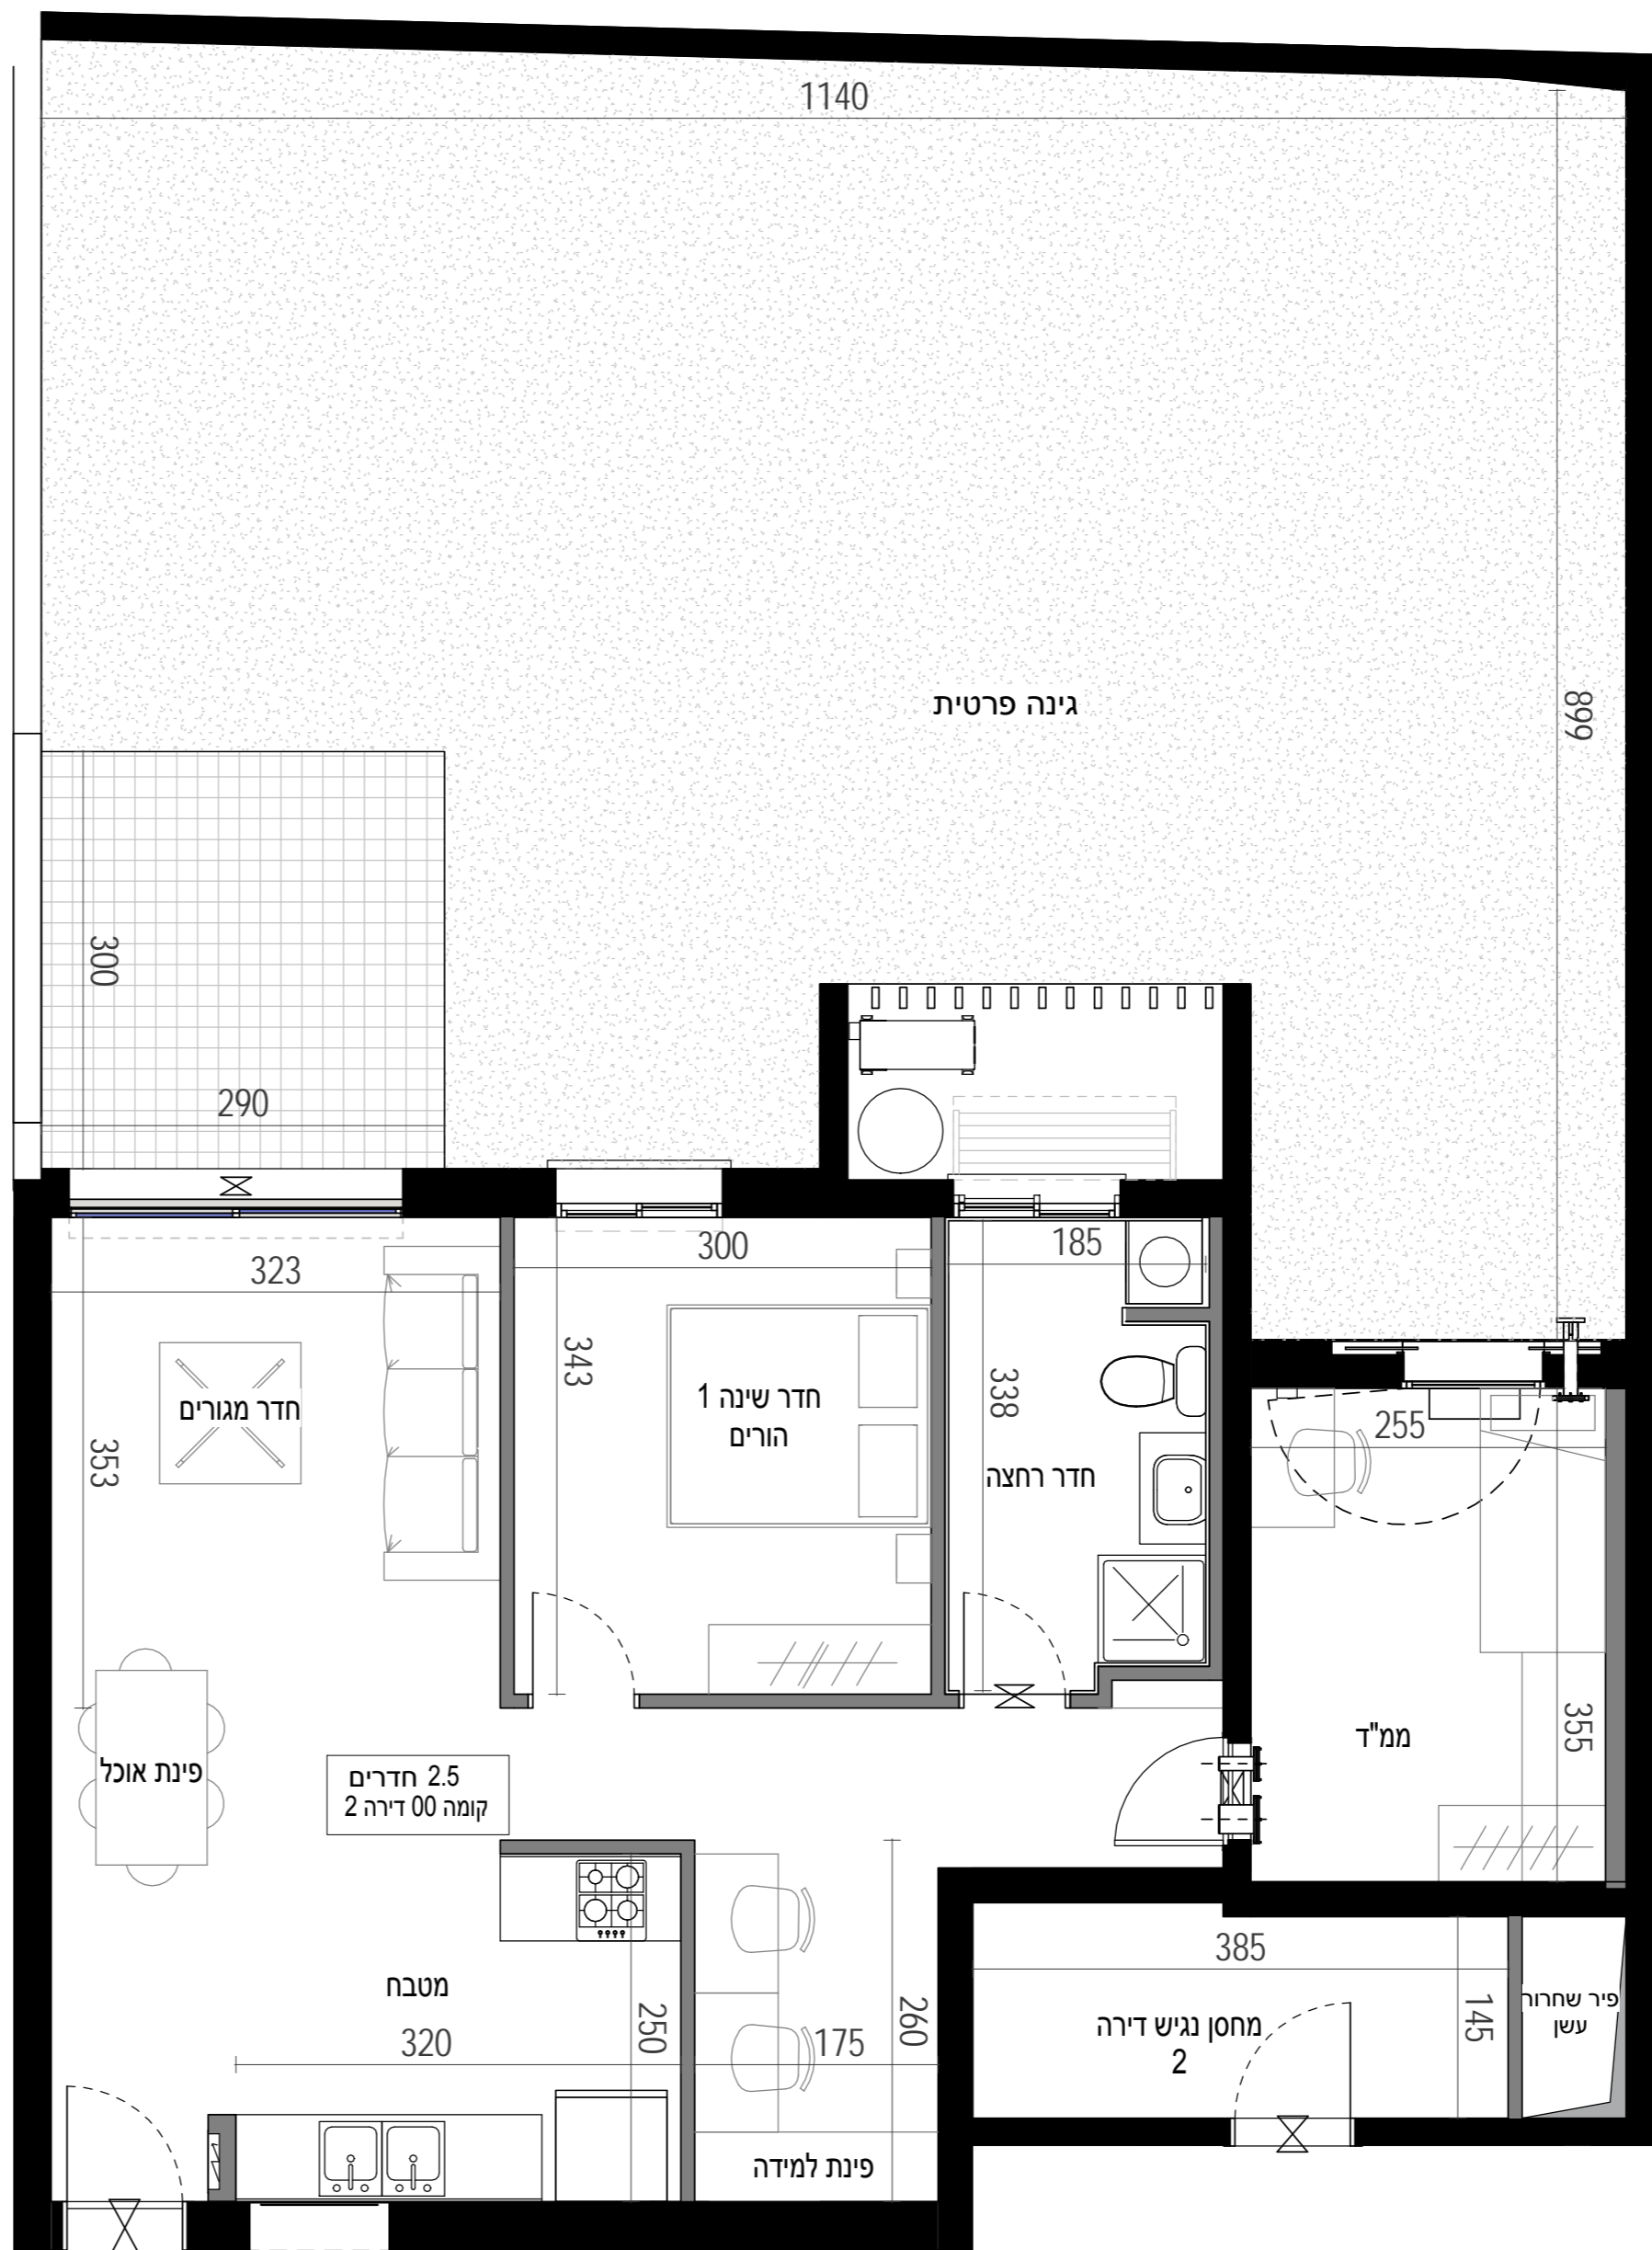 1140
899
גינה פרטית
300
290
323
300
185
343
338
חדר שינה 1
הורים
חדר מגורים
353
חדר רחצה
255
355
ממ"ד
פינת אוכל
2.5 חדרים
קומה 00 דירה 2
מטבח
320
250
260
175
פינת למידה
385
145
מחסן נגיש דירה
2
פיר שחרור
עשן